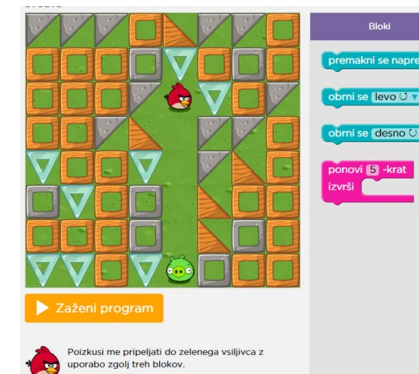 Bloki
premakni se napre
obrni se levo
obrni se desno
ponovi 5 -krat
izvrši
Zaženi program
Poizkusi me pripeljati do zelenega vsiljivca z
uporabo zgolj treh blokov.